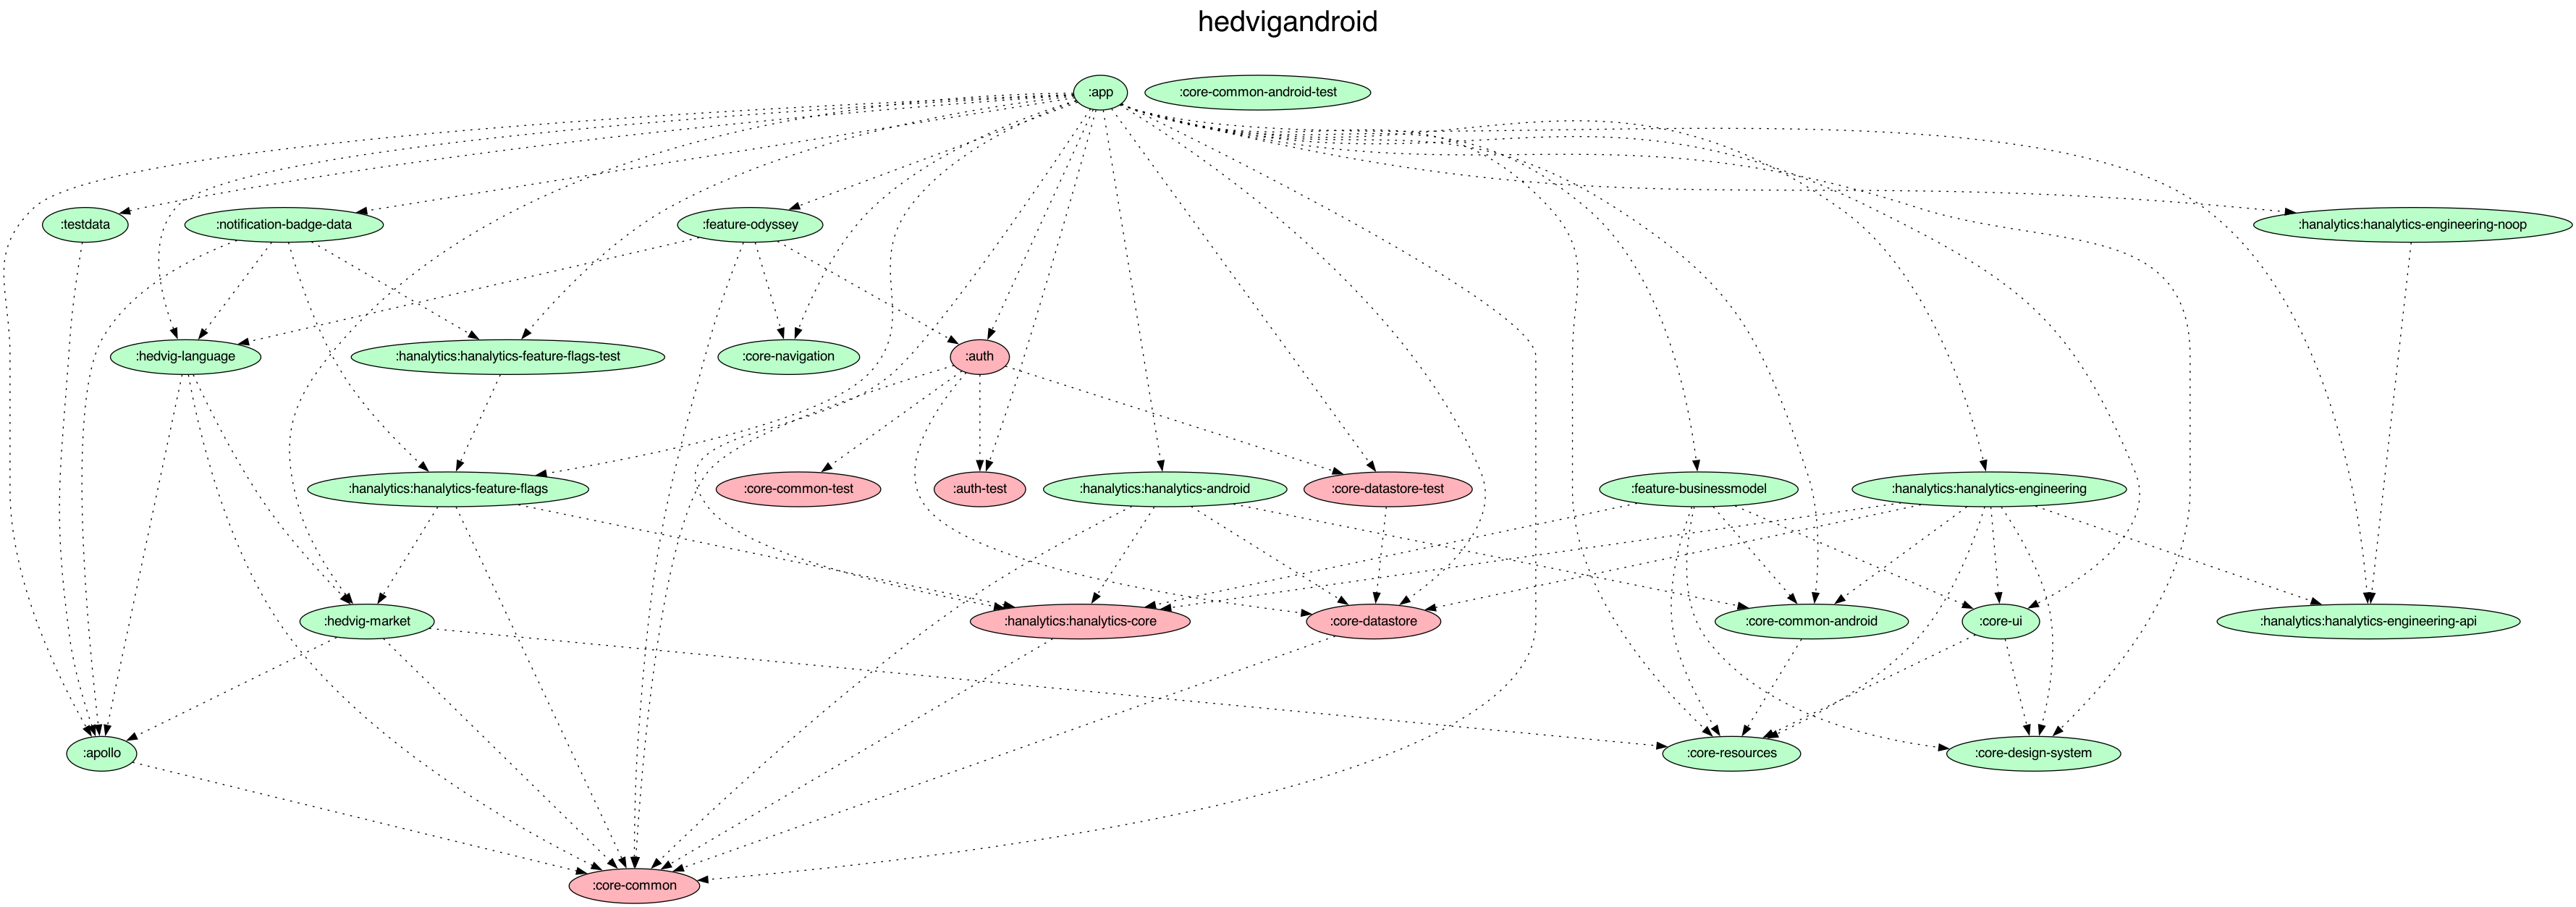 hedvigandroid
:app
:core-common-android-test
:testdata
:notification-badge-data
:feature-odyssey
:hanalytics:hanalytics-engineering-noop
:hedvig-language
:hanalytics:hanalytics-feature-flags-test
:core-navigation
:auth
:hanalytics:hanalytics-feature-flags
:core-common-test
:auth-test
:hanalytics:hanalytics-android
:core-datastore-test
:feature-businessmodel
:hanalytics:hanalytics-engineering
:hedvig-market
:hanalytics:hanalytics-core
:core-datastore
:core-common-android
:core-ui
:hanalytics:hanalytics-engineering-api
:apollo
:core-resources
:core-design-system
:core-common